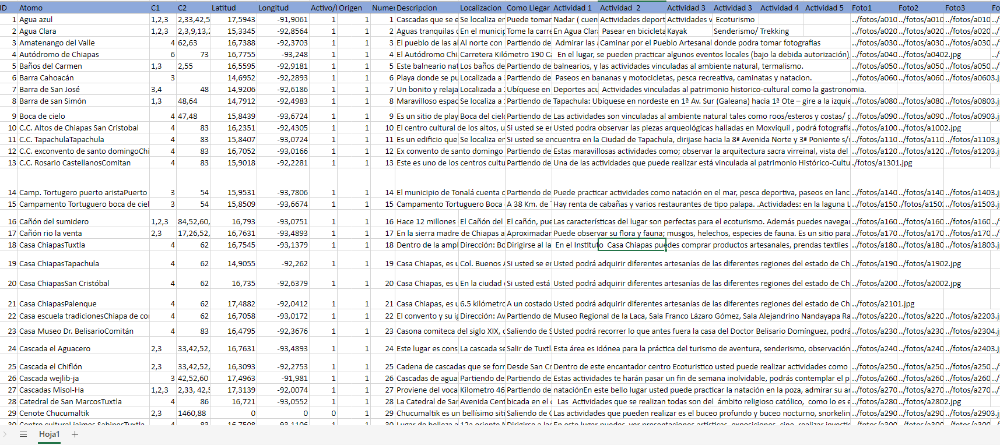 ID Atomo C1 C2 Latitud Longitud Activo/I Origen Numer Descripcion Localizacion Como Llegar Actividad 1 Actividad 2 Actividad 3 Actividad 3 Actividad 4 Actividad 5 Foto1 Foto2 Foto3 Fo
1 Agua azul 1,2,3 2,33,42,5 17,5943 -91,9061 1 1 1 Cascadas que se e Se localiza en Puede tomar Nadar ( cuen Actividades deport Actividades v Ecoturismo ../fotos/a010 ../fotos/a010 ../fotos/a010 ../f
2 Agua Clara 1,2,3 2,3,9,13,2 15,3345 -92,8564 1 1 2 Aguas tranquilas c En el municip Tome la carre En Agua Clara Pasear en bicicleta Kayak Senderismo/ Trekking ../fotos/a020 ../fotos/a020 ../fotos/a020
3 Amatenango del Valle 4 62,63 16,7388 -92,3703 1 1 3 El pueblo de las al Al norte con Partiendo de Admirar las a Caminar por el Pueblo Artesanal donde podra tomar fotografias ../fotos/a030 ../fotos/a030 ../fotos/a030
4 Autódromo de Chiapas 6 73 16,7755 -93,248 1 1 4 El Autódromo Chi Carretera Kilómetro 190 Ca En el lugar, se pueden practicar algunos eventos locales (bajo la debida autorización), ../fotos/a040 ../fotos/a0402.jpg
5 Baños del Carmen 1,3 2,55 16,5595 -92,9181 1 1 5 Este balneario nat Los baños de Partiendo de balnearios, y las actividades vinculadas al ambiente natural, termalismo. ../fotos/a050 ../fotos/a050 ../fotos/a050
6 Barra Cahoacán 3 14,6952 -92,2893 1 1 6 Playa donde se pu Localizada a Partiendo de Paseos en bananas y motocicletas, pesca recreativa, caminatas y natacion. ../fotos/a060 ../fotos/a060 ../fotos/a0603.j
7 Barra de San José 3,4 48 14,9206 -92,6186 1 1 7 Un bonito y relaja Localizada a Ubíquese en Deportes acu Actividades vinculadas al patrimonio historico-cultural como la gastronomia.
8 Barra de san Simón 1,3 48,64 14,7912 -92,4983 1 1 8 Maravilloso espac Se localiza a Partiendo de Tapachula: Ubíquese en nordeste en 1ª Av. Sur (Galeana) hacia 1ª Ote – gire a la izquie ../fotos/a080 ../fotos/a080 ../fotos/a0803.j
9 Boca de cielo 4 47,48 15,8439 -93,6724 1 1 9 Es un sitio de play Boca del ciel Partiendo de Las actividades son vinculadas al ambiente natural tales como roos/esteros y costas/ p ../fotos/a090 ../fotos/a090 ../fotos/a0903.j
10 C.C. Altos de Chiapas San Cristobal 4 83 16,2351 -92,4305 1 1 10 El centro cultural de los altos, u Si usted se er Usted podra observar las piezas arqueológicas halladas en Moxviquil , podrá fotografia ../fotos/a100 ../fotos/a1002.jpg
11 C.C. TapachulaTapachula 4 83 15,8407 -93,0724 1 1 11 Es un edificio que Se localiza en Si usted se encuentra en la Ciudad de Tapachula, dirijase hacia la 8ª Avenida Norte y 3ª Poniente s/n ../fotos/a110 ../fotos/a110 ../fotos/a1103.j
12 C.C. exconvento de santo domingoChi 4 83 16,7052 -93,0166 1 1 12 Ex convento de santo domingo Partiendo de Estas maravillosas actividades como; observar la arquitectura sacra virreinal, vista del ../fotos/a120 ../fotos/a120 ../fotos/a1203.j
13 C.C. Rosario CastellanosComitan 4 83 15,9018 -92,2281 1 1 13 Este es uno de los centros cultu Partiendo de Una de las actividades que puede realizar está vinculada al patrimonio Histórico-Cultu ../fotos/a1301.jpg
14 Camp. Tortugero puerto aristaPuerto 3 54 15,9531 -93,7806 1 1 14 El municipio de Tonalá cuenta c Partiendo de Puede practicar actividades como natación en el mar, pesca deportiva, paseos en lanc ../fotos/a140 ../fotos/a140 ../fotos/a1403.j
15 Campamento Tortuguero boca de ciel 3 54 15,8509 -93,6674 1 1 15 Campamento Tortuguero Boca A 38 Km. de Hay renta de cabañas y varios restaurantes de tipo palapa. .Actividades: en la laguna L ../fotos/a150 ./fotos/a150 ../fotos/a1503.j
16 Cañón del sumidero 1,2,3 84,52,60, 16,793 -93,0751 1 1 16 Hace 12 millones El Cañón del El cañón, pue Las características del lugar son perfectas para el ecoturismo. Además puedes navegar ../fotos/a160 ../fotos/a160 ../fotos/a160
17 Cañón rio la venta 2,3 17,26,52, 16,7631 -93,4893 1 1 17 En la sierra madre de Chiapas a Aproximadar Puede observar su flora y fauna; musgos, helechos, especies de fauna. Es un sitio para ../fotos/a170 ../fotos/a170 ../fotos/a170
18 Casa ChiapasTuxtla 4 62 16,7545 -93,1379 1 1 18 Dentro de la ampl Dirección: Bo Dirigirse al la En el Instituto Casa Chiapas puedes comprar productos artesanales, prendas textiles ../fotos/a180 ../fotos/a180 ../fotos/a1803.j
19 Casa ChiapasTapachula 4 62 14,9055 -92,262 1 1 19 Casa Chiapas, es u Col. Buenos Si usted se er Usted podrá adquirir diferentes artesanías de las diferentes regiones del estado de Ch ../fotos/a190 ../fotos/a1902.jpg
20 Casa ChiapasSan Cristóbal 4 62 16,735 -92,6379 1 1 20 Casa Chiapas, es u En la ciudad Si usted está Usted podrá adquirir diferentes artesanías de las diferentes regiones del estado de Ch ../fotos/a200 ../fotos/a2002.jpg
21 Casa ChiapasPalenque 4 62 17,4882 -92,0412 1 1 21 Casa Chiapas, es u 6.5 kilómetro A un costado Usted podrá adquirir diferentes artesanías de las diferentes regiones del estado de Ch ../fotos/a2101.jpg
22 Casa escuela tradicionesChiapa de cor 4 62 16,7058 -93,0172 1 1 22 El convento y su ig Dirección: Av Partiendo de Museo Regional de la Laca, Sala Franco Lázaro Gómez, Sala Alejandrino Nandayapa Ra ../fotos/a220 ../fotos/a220 ../fotos/a2203.j
23 Casa Museo Dr. BelisarioComitán 4 83 16,4795 -92,3676 1 1 23 Casona comiteca del siglo XIX, c Saliendo de S Usted podrá recorrer lo que antes fuera la casa del Doctor Belisario Domínguez, podrá ../fotos/a230 ../fotos/a230 ../fotos/a2304.j
24 Cascada el Aguacero 2,3 33,42,52, 16,7631 -93,4893 1 1 24 Este lugar es cons La cascada se Salir de Tuxtl Esta área es idónea para la práctica del turismo de aventura, senderismo, observación ../fotos/a240 ../fotos/a240 ../fotos/a2403.j
25 Cascada el Chiflón 2,3 33,42,52, 16,3093 -92,2753 1 1 25 Cadena de cascadas que se forr Desde San Cr Dentro de este encantador centro Ecoturistico usted puede realizar actividades como ../fotos/a250 ../fotos/a250 ../fotos/a250
26 Cascada wejlib-ja 3 42,52,60 17,4963 -91,981 1 1 26 Cascadas de aguas Partiendo de Partiendo de Estas actividades te harán pasar un fin de semana inolvidable, podrás contemplar el p ../fotos/a260 ../fotos/a260 ../fotos/a260
27 Cascadas Misol-Ha 1,2,3 2,33, 42,5 17,3139 -92,0074 1 1 27 Proviene del voca Kilometro 46 Partiendo de nataciónEn este bello lugar usted puede practicar la natación en la poza, admirar su ar ../fotos/a270 ../fotos/a270 ../fotos/a270
28 Catedral de San MarcosTuxtla 4 86 16,721 -93,0552 1 1 28 La Catedral de San Avenida Cent bicada en el c Las Actividades que se realizan todas son del ámbito religioso católico, como lo es e ../fotos/a280 ../fotos/a2802.jpg
29 Cenote Chucumaltik 2,3 1460,88 0 0 0 1 29 Chucumaltik es un bellísimo siti Saliendo de C Las actividades que pueden realizar es el buceo profundo y buceo nocturno, snorkelin ../fotos/a290 ../fotos/a290 ../fotos/a2903.j
Hoja1